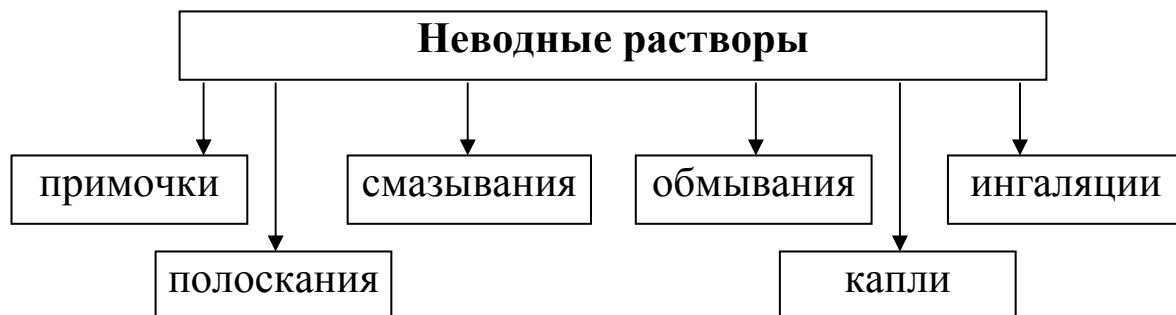 Неводные растворы
примочки
смазывания
обмывания
ингаляции
полоскания
капли